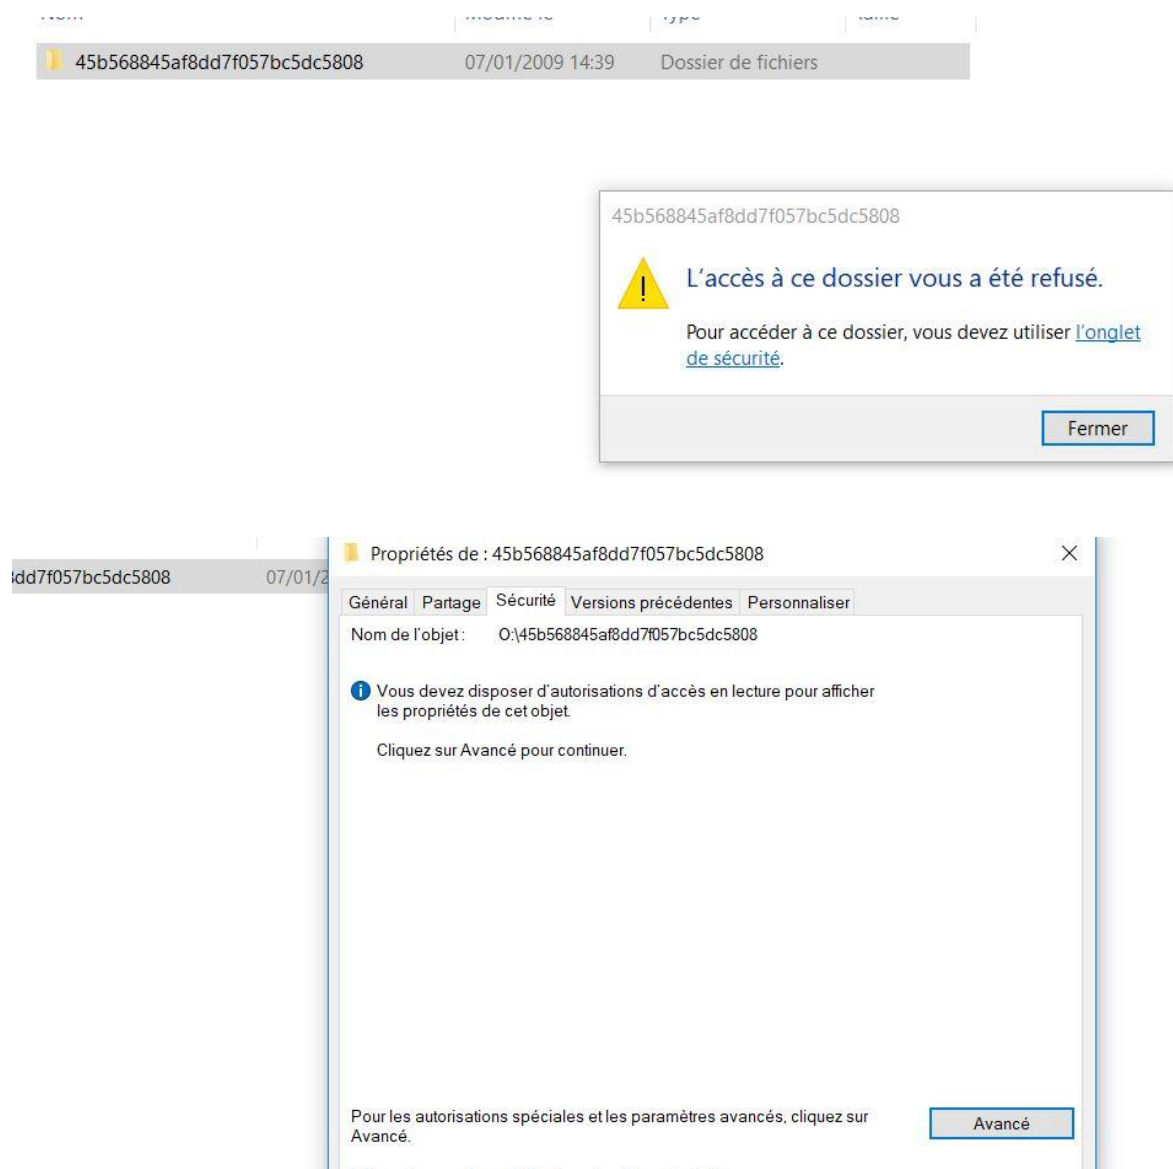 45b568845af8dd7f057bc5dc5808 07/01/2009 14:39 Dossier de fichiers
45b568845af8dd7f057bc5dc5808
L'accès à ce dossier vous a été refusé.
Pour accéder à ce dossier, vous devez utiliser l'onglet
de sécurité.
Fermer
Propriétés de : 45b568845af8dd7f057bc5dc5808
dd7f057bc5dc5808 07/01/2
Général Partage Sécurité Versions précédentes Personnaliser
Nom de l'objet : O:\45b568845af8dd7f057bc5dc5808
Vous devez disposer d'autorisations d'accès en lecture pour afficher
les propriétés de cet objet.
Cliquez sur Avancé pour continuer.
Pour les autorisations spéciales et les paramètres avancés, cliquez sur
Avancé.
Avancé